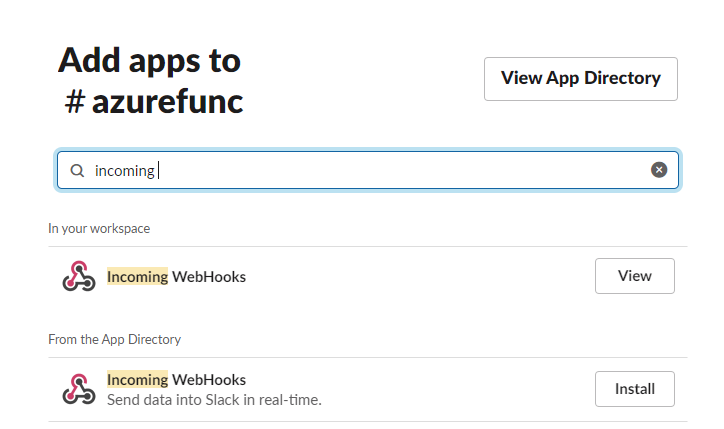 Add apps to
# azurefunc
View App Directory
incoming
In your workspace
Incoming WebHooks
View
From the App Directory
Incoming WebHooks
Send data into Slack in real-time.
Install